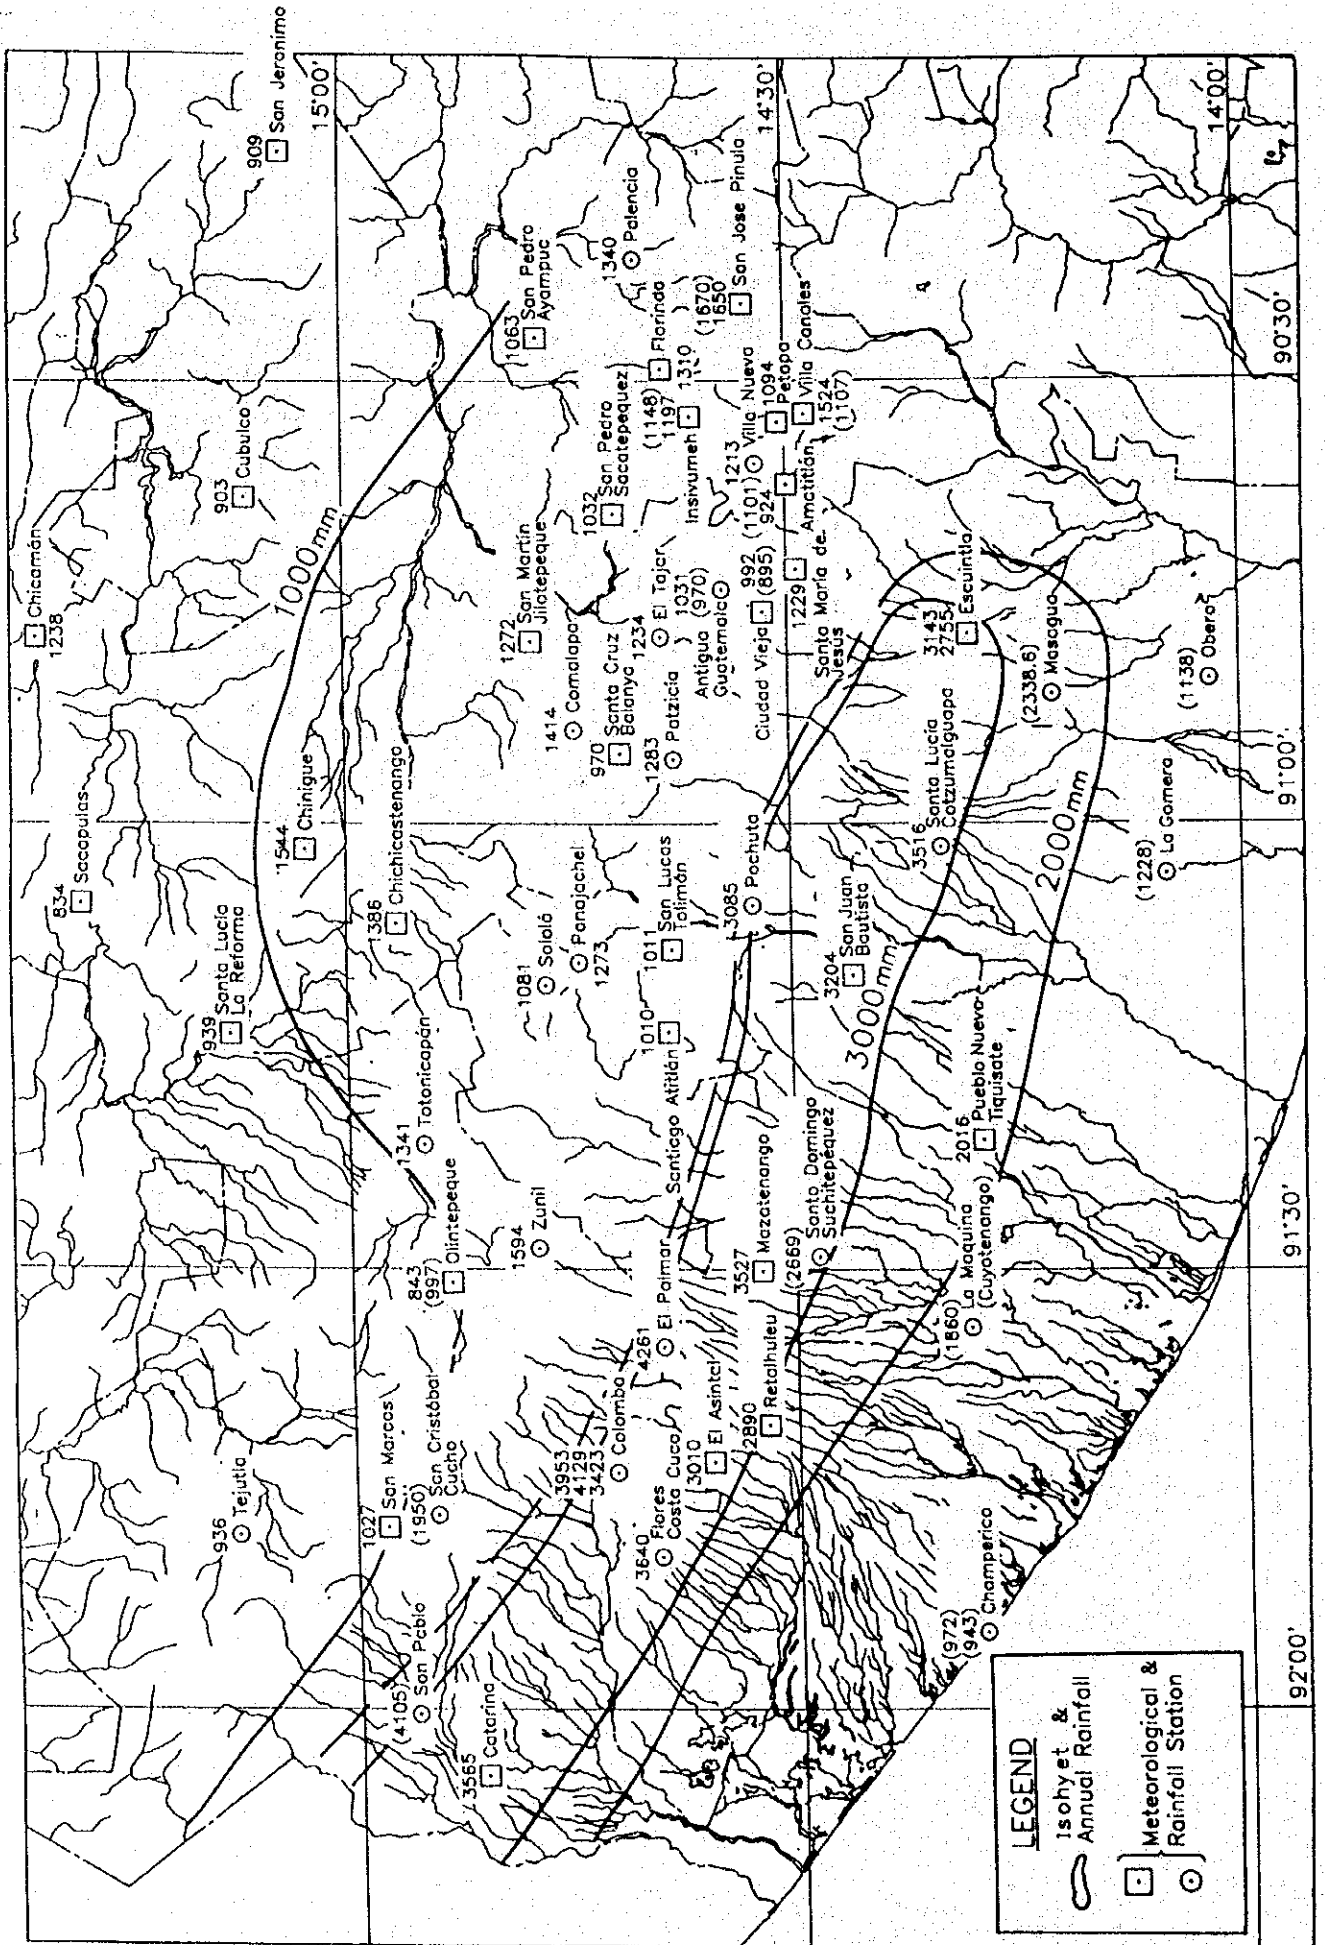 LEGEND
Isohyet &
Annual Rainfall
Meteorological &
Rainfall Station
15°00'
14°30'
14°00'
90°30'
91°00'
91°30'
92°00'
1000mm
2000mm
3000mm
909
San Jeronimo
1238
Chicamán
903
Cubulco
834
Sacapulas
939
Santa Lucía
La Reforma
936
Tejutla
1544
Chinique
1386
Chichicastenango
1341
Totonicapán
843
(997)
Olintepeque
1027
San Marcos
(1950)
San Cristóbal
Cucho
(4105)
San Pablo
3565
Catarina
1063
San Pedro
Ayampuc
1340
Palencia
(1670)
1650
San Jose Pinula
(1148)
1197
Florinda
1310
Insivumeh
1032
San Pedro
Sacatepequez
1272
San Martín
Jilotepeque
1414
Comalapa
970
Santa Cruz
Balanya
1234
El Tejar
1283
Patzicia
1031
(970)
Antigua
Guatemala
992
(895)
Ciudad Vieja
1213
(1101)
Villa Nueva
924
Amatitlán
1094
Petapa
Villa Canales
1524
(1107)
1229
Santa María de
Jesús
1081
Sololá
Panajachel
1273
1011
San Lucas
Tolimán
1010
Santiago Atitlán
1594
Zunil
4261
El Palmar
3953
4129
3423
Colomba
3640
Flores
Costa Cuca
3010
El Asintal
2890
Retalhuleu
3527
Mazatenango
(2669)
Santo Domingo
Suchitepequez
3085
Pochuta
3204
San Juan
Bautista
3516
Santa Lucía
Cotzumalguapa
3143
2755
Escuintla
(2338.6)
Masagua
(1138)
Obero
(1228)
La Gomera
2016
Pueblo Nuevo
Tiquisate
(1860)
La Maquina
(Cuyotenango)
(972)
(943)
Champerico